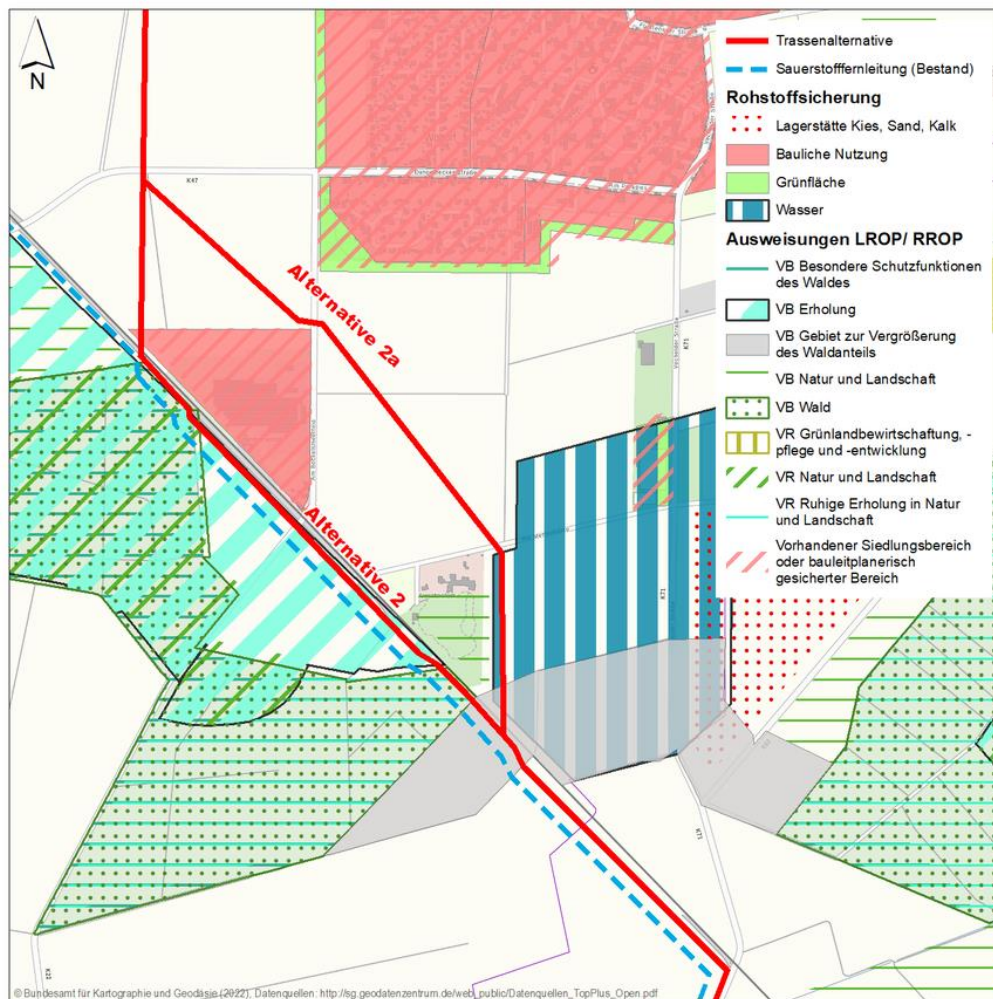 N
Trassenalternative
Sauerstofffernleitung (Bestand)
Rohstoffsicherung
Lagerstätte Kies, Sand, Kalk
Bauliche Nutzung
Grünfläche
Wasser
Ausweisungen LROP/ RROP
VB Besondere Schutzfunktionen
des Waldes
VB Erholung
VB Gebiet zur Vergrößerung
des Waldanteils
VB Natur und Landschaft
VB Wald
VR Grünlandbewirtschaftung, -
pflege und -entwicklung
VR Natur und Landschaft
VR Ruhige Erholung in Natur
und Landschaft
Vorhandener Siedlungsbereich
oder bauleitplanerisch
gesicherter Bereich
K47
Alternative 2a
K71
Alternative 2
K71
K71
K22
© Bundesamt für Kartographie und Geodäsie (2022), Datenquellen: http://sg.geodatenzentrum.de/web_public/Datenquellen_TopPlus_Open.pdf